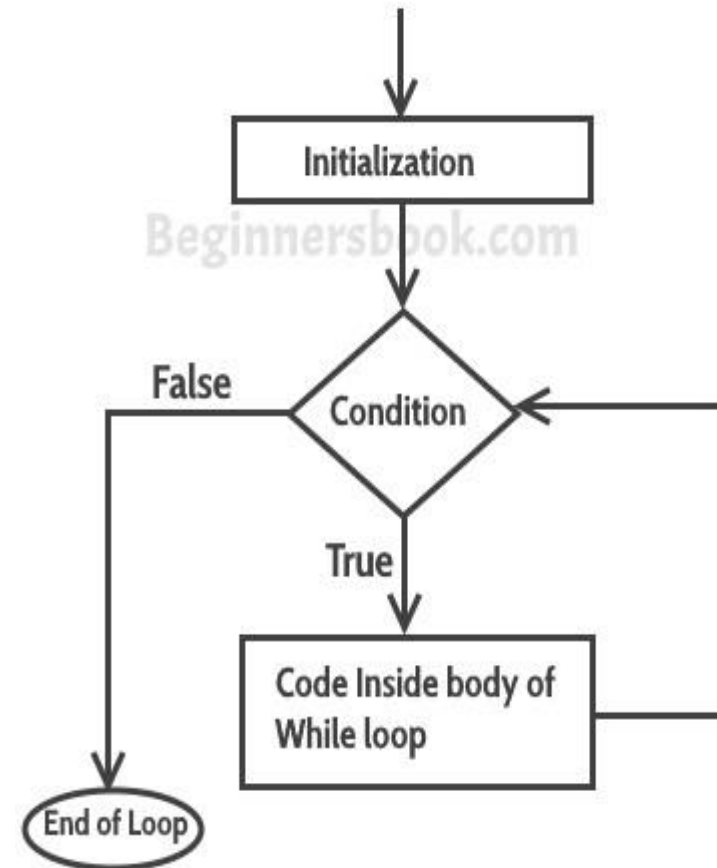 Initialization
Beginnersbook.com
False
Condition
True
Code Inside body of
While loop
End of Loop